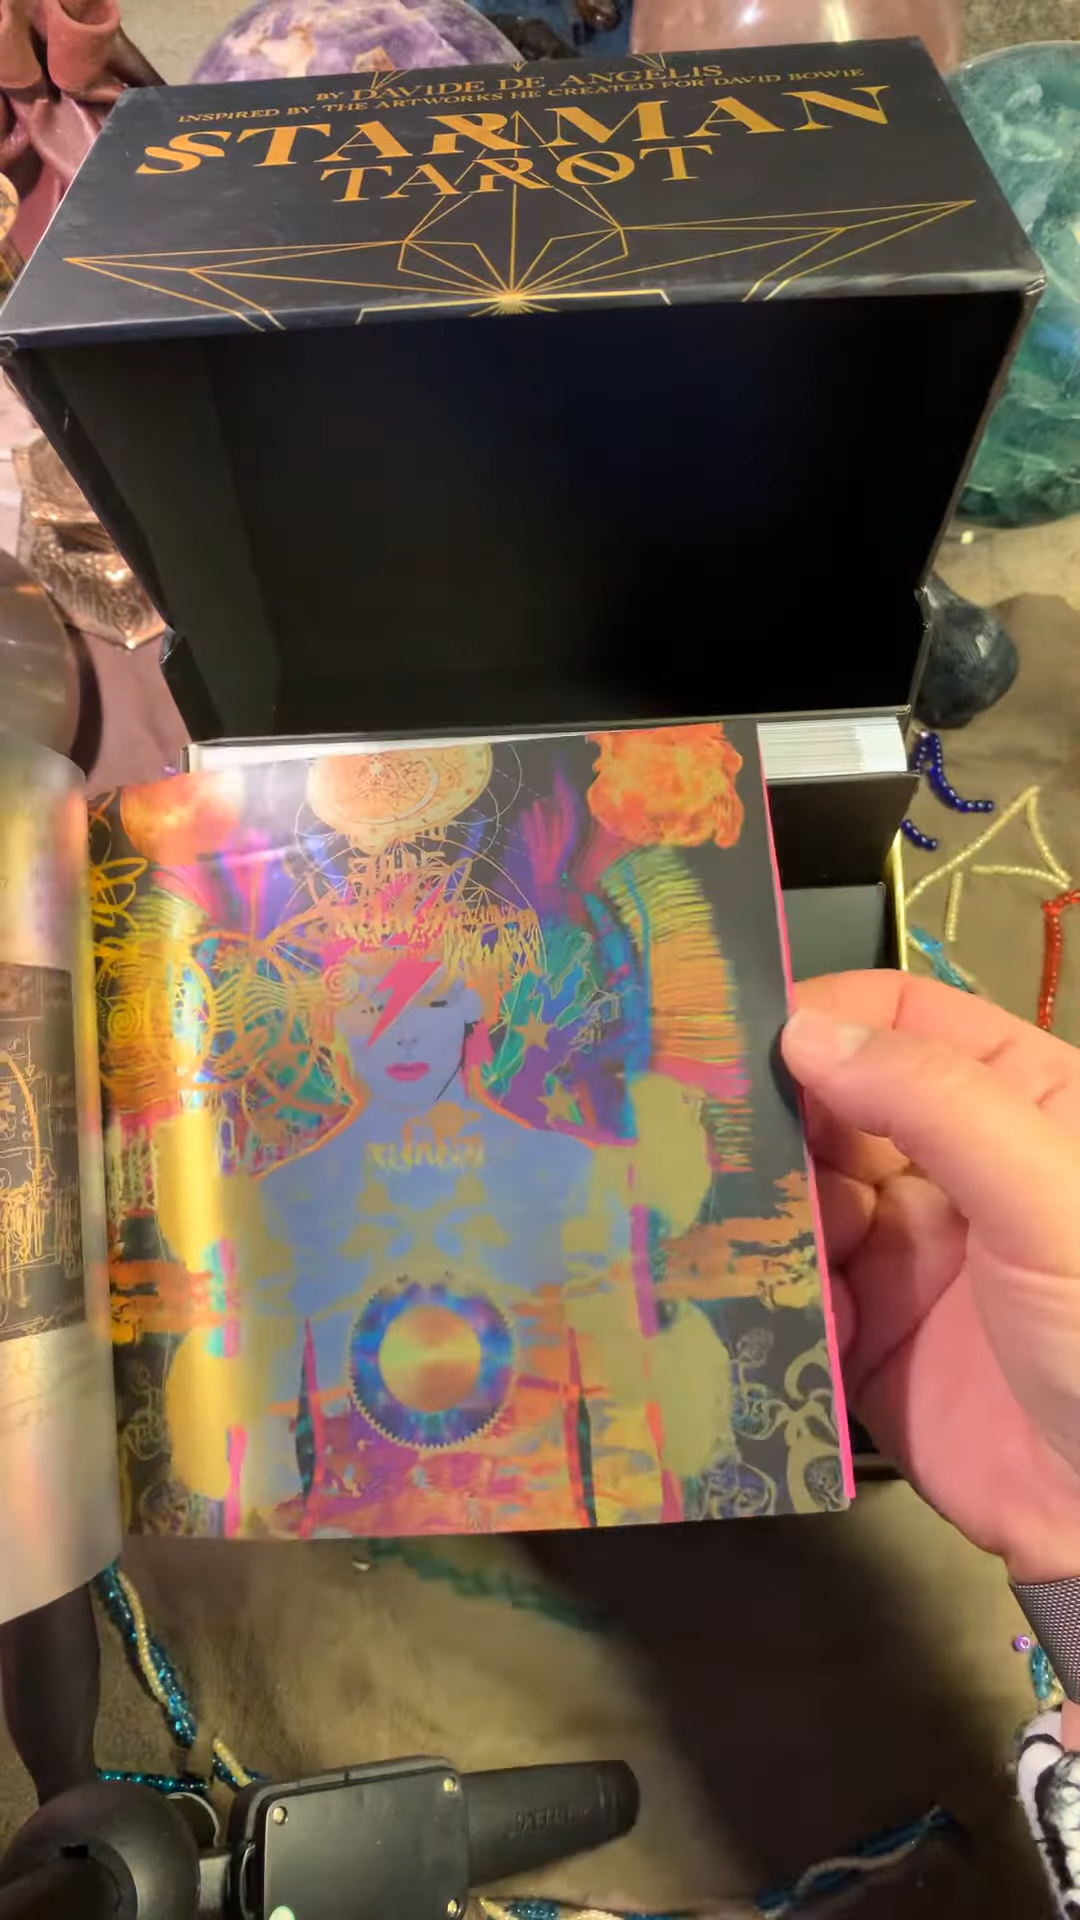 BY DAVIDE DE ANGELIS
INSPIRED BY THE ARTWORKS HE CREATED FOR DAVID BOWIE
STARMAN
TAROT